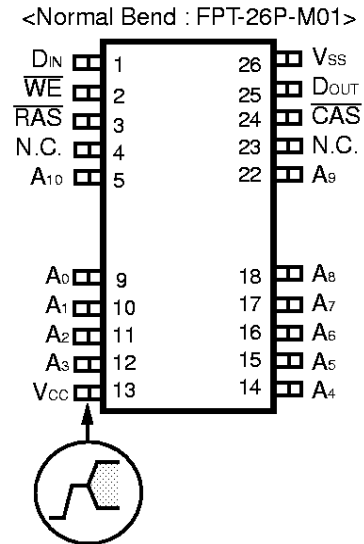 <Normal Bend : FPT-26P-M01>
DIN 1 26 VSS
WE 2 25 DOUT
RAS 3 24 CAS
N.C. 4 23 N.C.
A10 5 22 A9
A0 9 18 A8
A1 10 17 A7
A2 11 16 A6
A3 12 15 A5
VCC 13 14 A4